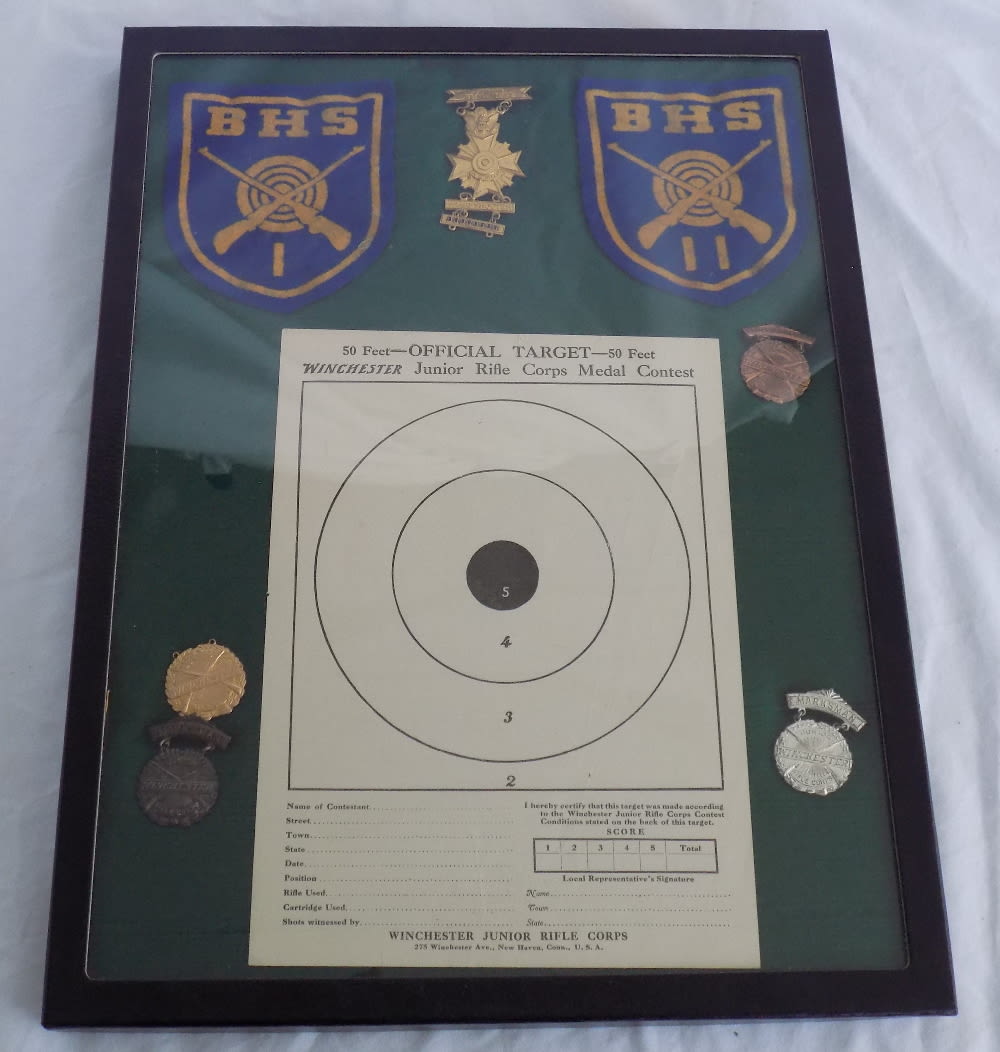 BHS
I
BHS
II
50 Feet—OFFICIAL TARGET—50 Feet
WINCHESTER Junior Rifle Corps Medal Contest
5
4
3
2
Name of Contestant
Street
Town
State
Date
Position
Rifle Used
Cartridge Used
Shots witnessed by
I hereby certify that this target was made according
to the Winchester Junior Rifle Corps Contest
Conditions stated on the back of this target.
SCORE
1 2 3 4 5 Total
Local Representative's Signature
Name
Town
State
WINCHESTER JUNIOR RIFLE CORPS
275 Winchester Ave., New Haven, Conn., U. S. A.
WINCHESTER
MARKSMAN
WINCHESTER
RIFLE CORPS